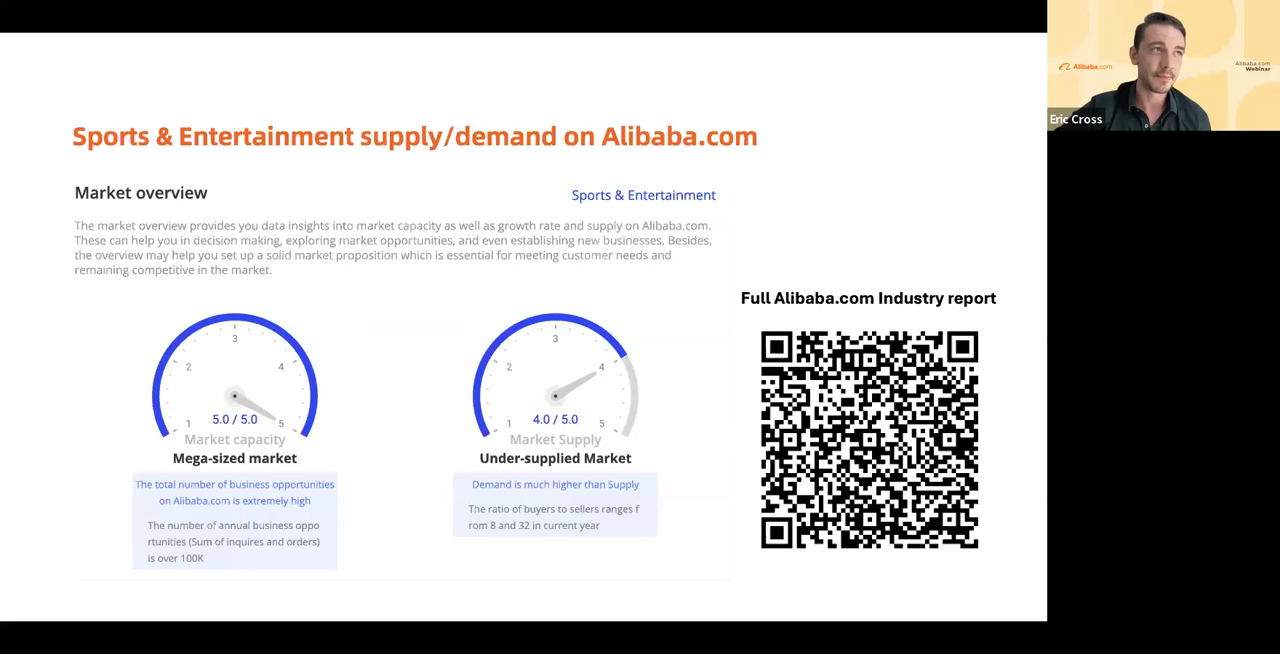 Sports & Entertainment supply/demand on Alibaba.com
Market overview
Sports & Entertainment
The market overview provides you data insights into market capacity as well as growth rate and supply on Alibaba.com.
These can help you in decision making, exploring market opportunities, and even establishing new businesses. Besides,
the overview may help you set up a solid market proposition which is essential for meeting customer needs and
remaining competitive in the market.
1
2
3
4
5
5.0 / 5.0
Market capacity
Mega-sized market
The total number of business opportunities
on Alibaba.com is extremely high
The number of annual business oppo
rtunities (Sum of inquires and orders)
is over 100K
1
2
3
4
5
4.0 / 5.0
Market Supply
Under-supplied Market
Demand is much higher than Supply
The ratio of buyers to sellers ranges f
rom 8 and 32 in current year
Full Alibaba.com Industry report
Alibaba.com
Alibaba.com
Webinar
Eric Cross